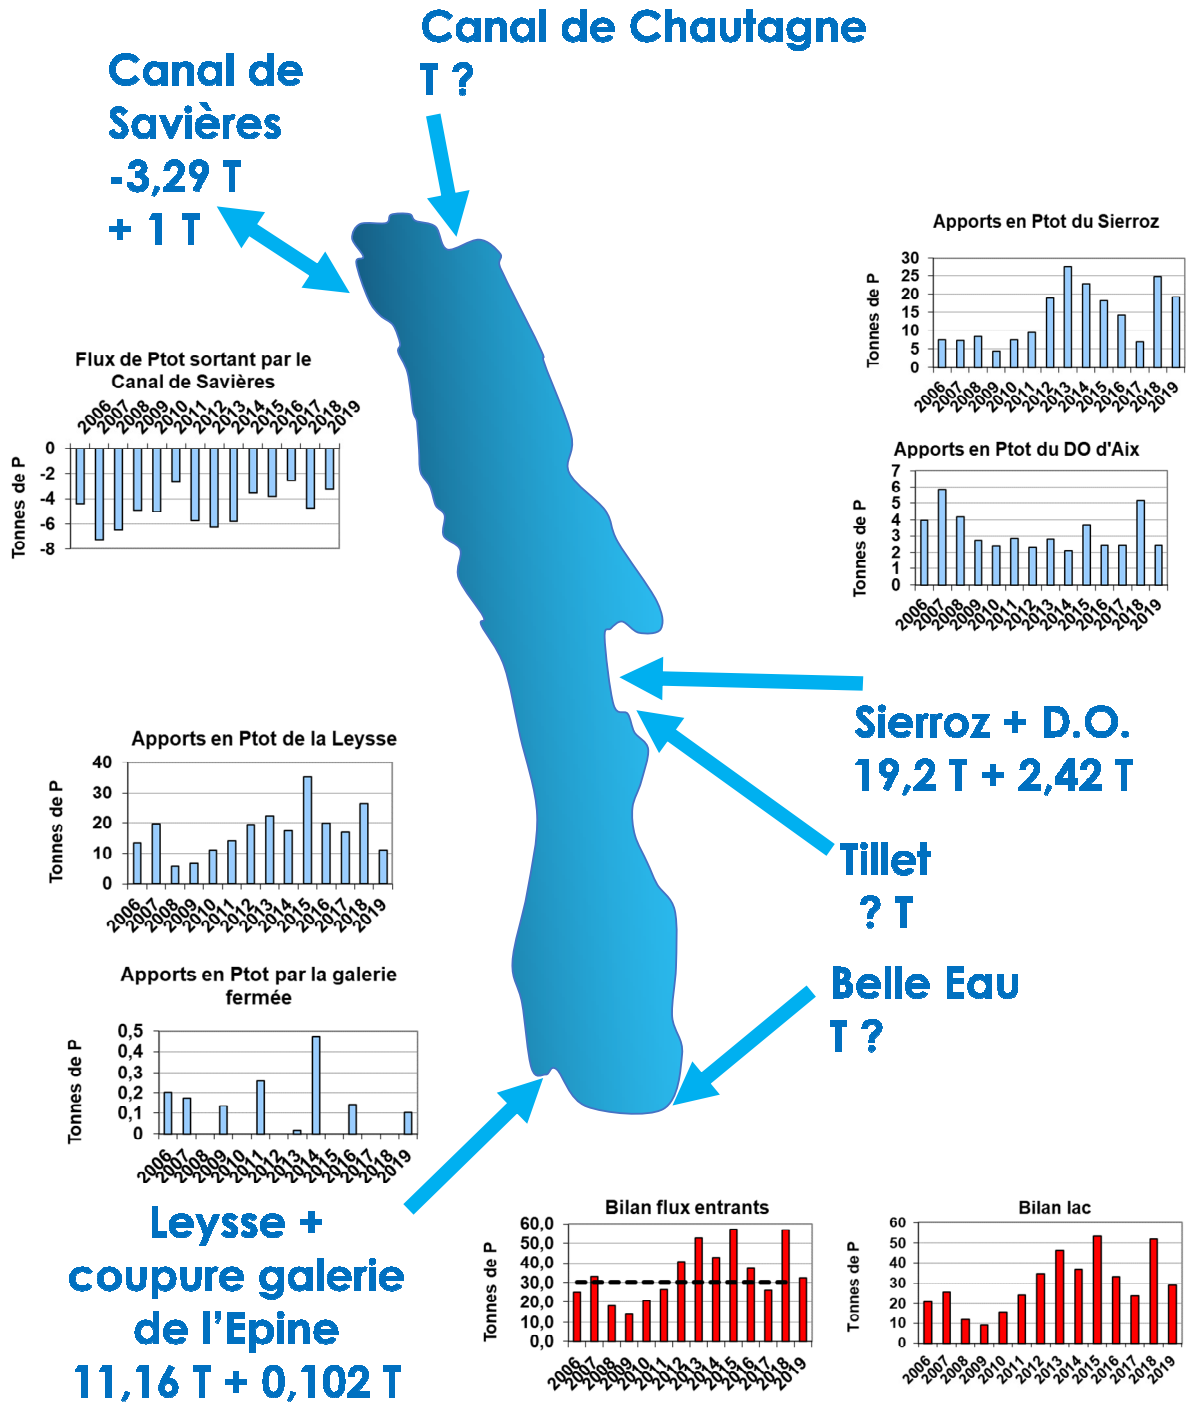 Canal de Chautagne
T ?
Canal de
Savières
-3,29 T
+ 1 T
Apports en Ptot du Sierroz
Tonnes de P
30
25
20
15
10
5
0
2006 2007 2008 2009 2010 2011 2012 2013 2014 2015 2016 2017 2018 2019
Flux de Ptot sortant par le
Canal de Savières
2006 2007 2008 2009 2010 2011 2012 2013 2014 2015 2016 2017 2018 2019
Tonnes de P
0
-2
-4
-6
-8
Apports en Ptot du DO d'Aix
Tonnes de P
7
6
5
4
3
2
1
0
2006 2007 2008 2009 2010 2011 2012 2013 2014 2015 2016 2017 2018 2019
Sierroz + D.O.
19,2 T + 2,42 T
Apports en Ptot de la Leysse
Tonnes de P
40
30
20
10
0
2006 2007 2008 2009 2010 2011 2012 2013 2014 2015 2016 2017 2018 2019
Tillet
? T
Belle Eau
T ?
Apports en Ptot par la galerie
fermée
Tonnes de P
0,5
0,4
0,3
0,2
0,1
0
2006 2007 2008 2009 2010 2011 2012 2013 2014 2015 2016 2017 2018 2019
Leysse +
coupure galerie
de l’Epine
11,16 T + 0,102 T
Bilan flux entrants
Tonnes de P
60,0
50,0
40,0
30,0
20,0
10,0
0,0
2006 2007 2008 2009 2010 2011 2012 2013 2014 2015 2016 2017 2018 2019
Bilan lac
Tonnes de P
60
50
40
30
20
10
0
2006 2007 2008 2009 2010 2011 2012 2013 2014 2015 2016 2017 2018 2019